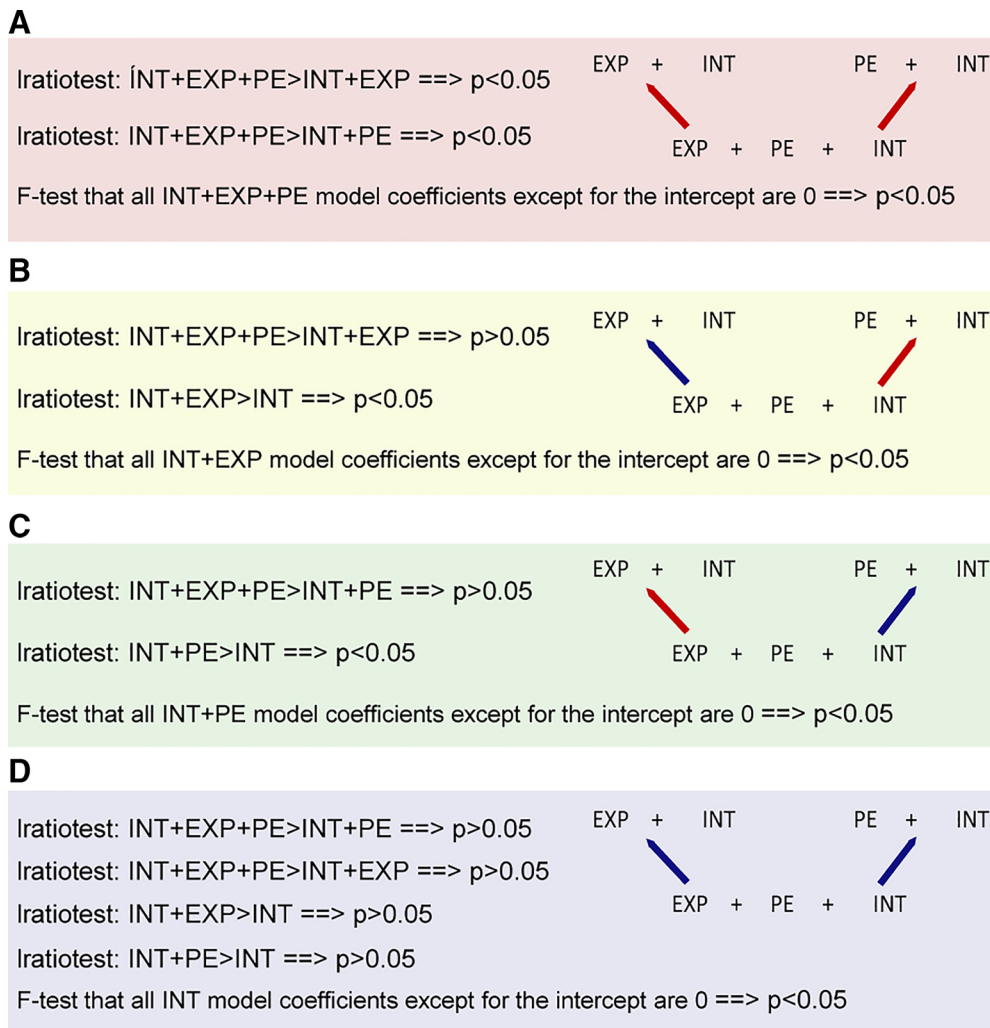 A
lratiotest: ÍNT+EXP+PE>INT+EXP ==> p<0.05
EXP + INT PE + INT
lratiotest: INT+EXP+PE>INT+PE ==> p<0.05
EXP + PE + INT
F-test that all INT+EXP+PE model coefficients except for the intercept are 0 ==> p<0.05
B
lratiotest: INT+EXP+PE>INT+EXP ==> p>0.05
EXP + INT PE + INT
lratiotest: INT+EXP>INT ==> p<0.05
EXP + PE + INT
F-test that all INT+EXP model coefficients except for the intercept are 0 ==> p<0.05
C
lratiotest: INT+EXP+PE>INT+PE ==> p>0.05
EXP + INT PE + INT
lratiotest: INT+PE>INT ==> p<0.05
EXP + PE + INT
F-test that all INT+PE model coefficients except for the intercept are 0 ==> p<0.05
D
lratiotest: INT+EXP+PE>INT+PE ==> p>0.05
EXP + INT PE + INT
lratiotest: INT+EXP+PE>INT+EXP ==> p>0.05
lratiotest: INT+EXP>INT ==> p>0.05
EXP + PE + INT
lratiotest: INT+PE>INT ==> p>0.05
F-test that all INT model coefficients except for the intercept are 0 ==> p<0.05